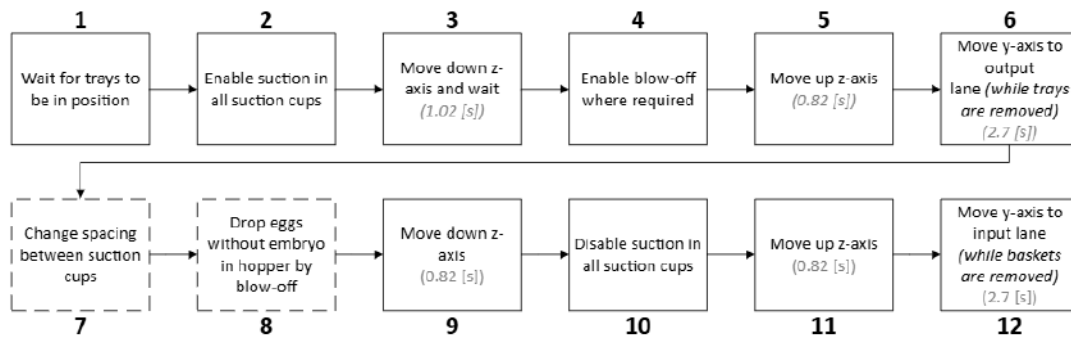 1 2 3 4 5 6
Wait for trays to
be in position
Enable suction in
all suction cups
Move down z-
axis and wait
(1.02 [s])
Enable blow-off
where required
Move up z-axis
(0.82 [s])
Move y-axis to
output
lane (while trays
are removed)
(2.7 [s])
Change spacing
between suction
cups
Drop eggs
without embryo
in hopper by
blow-off
Move down z-
axis
(0.82 [s])
Disable suction in
all suction cups
Move up z-axis
(0.82 [s])
Move y-axis to
input lane
(while baskets
are removed)
(2.7 [s])
7 8 9 10 11 12